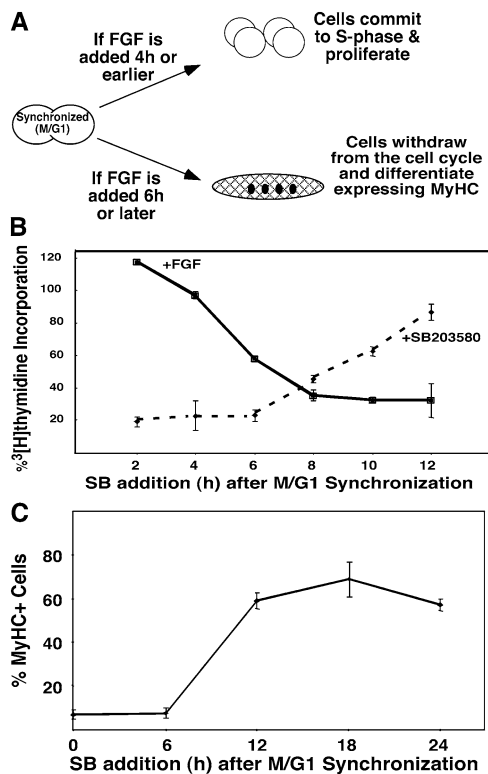 A
If FGF is
added 4h or
earlier
Cells commit
to S-phase &
proliferate
Synchronized
(M/G1)
If FGF is
added 6h
or later
Cells withdraw
from the cell cycle
and differentiate
expressing MyHC
B
%³[H]thymidine Incorporation
120
100
80
60
40
20
+FGF
+SB203580
2 4 6 8 10 12
SB addition (h) after M/G1 Synchronization
C
% MyHC+ Cells
80
60
40
20
0 6 12 18 24
SB addition (h) after M/G1 Synchronization